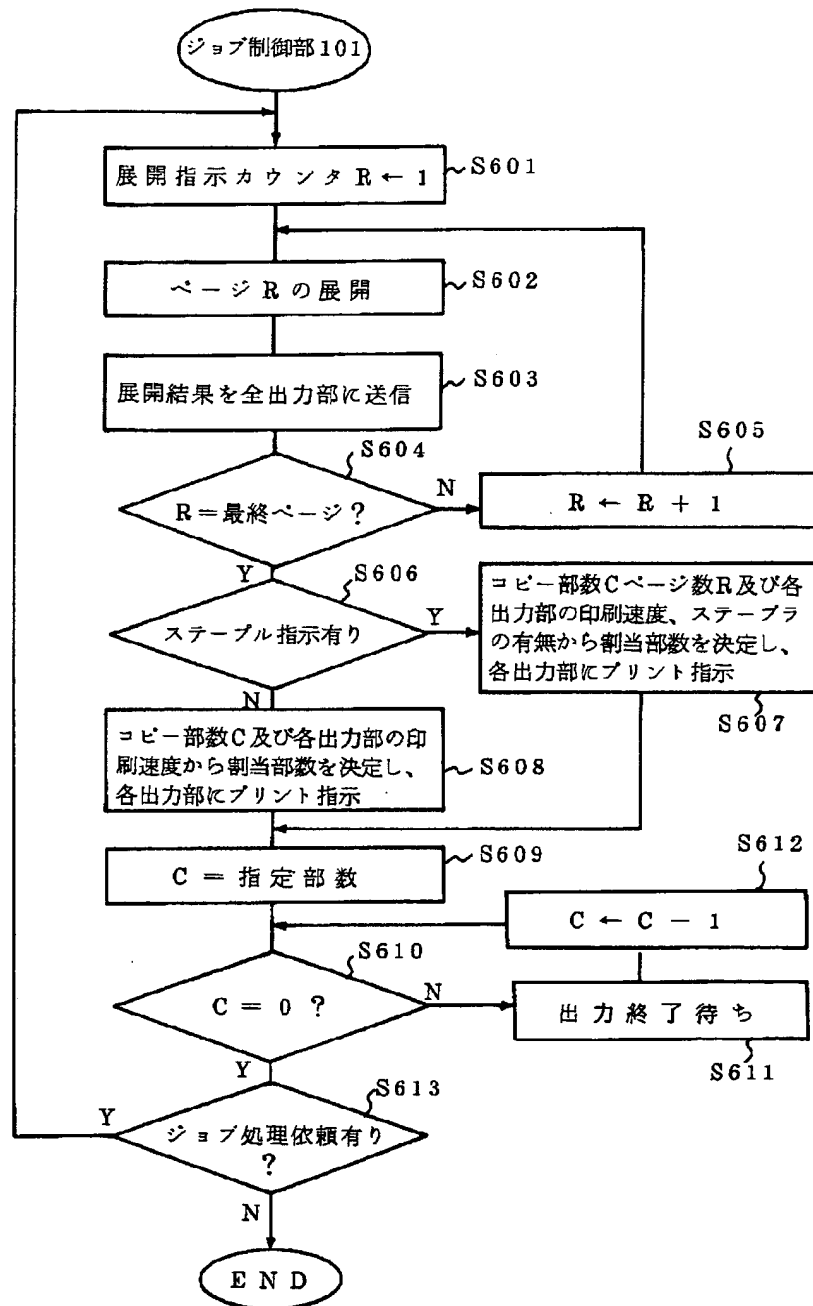 ジョブ制御部101
展開指示カウンタR←1
S601
ページRの展開
S602
展開結果を全出力部に送信
S603
S604
R=最終ページ?
N
Y
S605
R←R+1
S606
ステープル指示有り
Y
N
コピー部数Cページ数R及び各
出力部の印刷速度、ステープラ
の有無から割当部数を決定し、
各出力部にプリント指示
S607
コピー部数C及び各出力部の印
刷速度から割当部数を決定し、
各出力部にプリント指示
S608
C=指定部数
S609
S612
C←C-1
S610
C=0?
N
Y
出力終了待ち
S611
S613
ジョブ処理依頼有り
?
Y
N
END